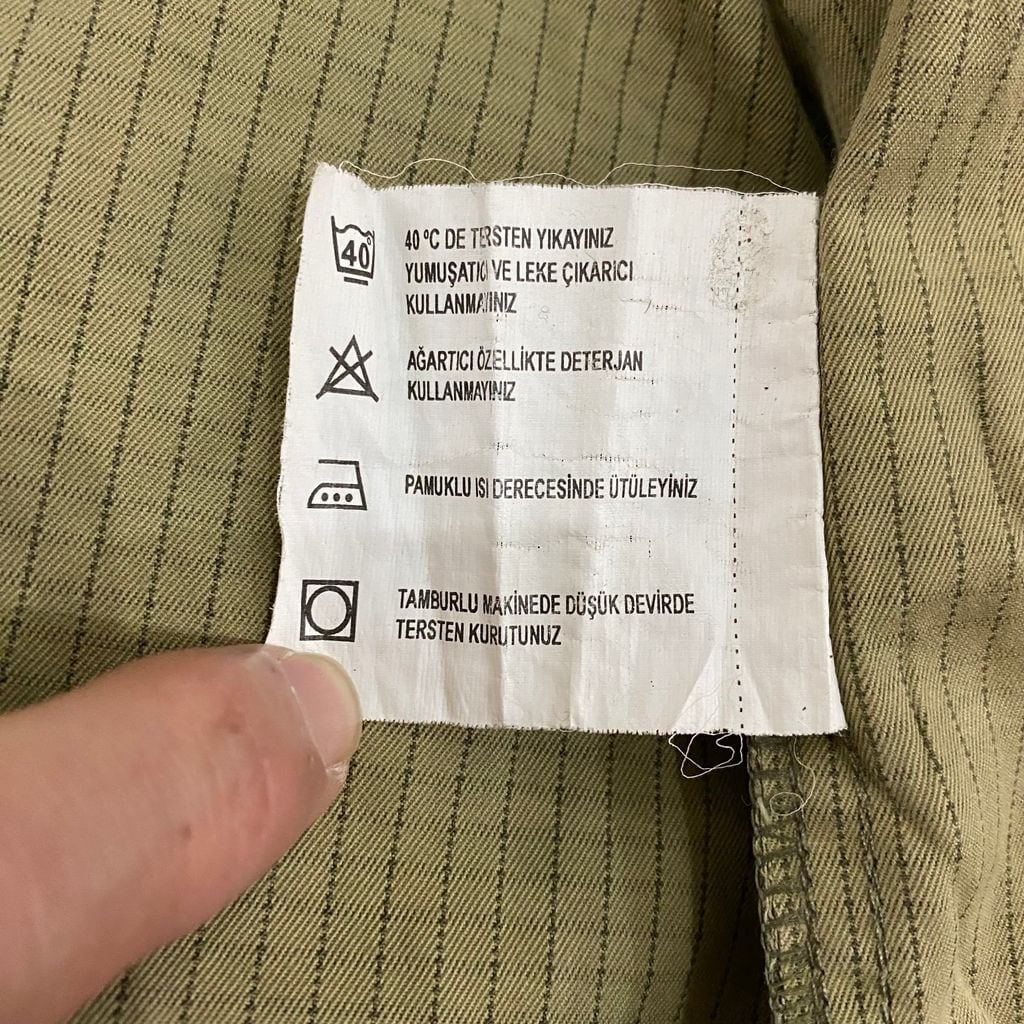 40
40 °C DE TERSTEN YIKAYINIZ
YUMUŞATICI VE LEKE ÇIKARICI
KULLANMAYINIZ
AĞARTICI ÖZELLİKTE DETERJAN
KULLANMAYINIZ
PAMUKLU ISI DERECESİNDE ÜTÜLEYİNİZ
TAMBURLU MAKİNEDE DÜŞÜK DEVİRDE
TERSTEN KURUTUNUZ